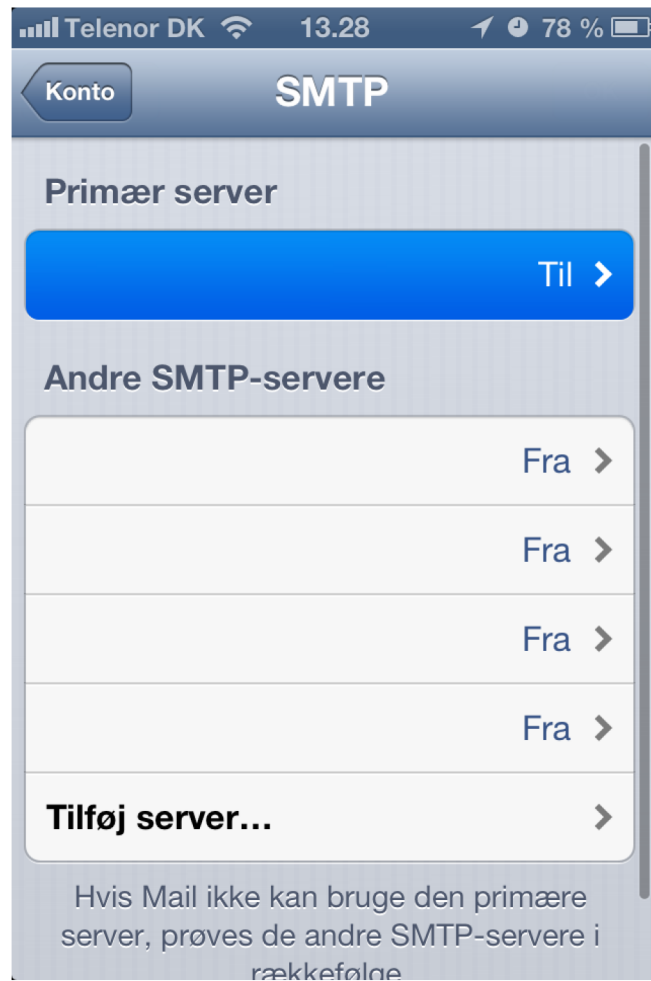 Telenor DK 13.28 78 %
Konto SMTP
Primær server
Til
Andre SMTP-servere
Fra
Fra
Fra
Fra
Tilføj server...
Hvis Mail ikke kan bruge den primære
server, prøves de andre SMTP-servere i
rækkefølge.